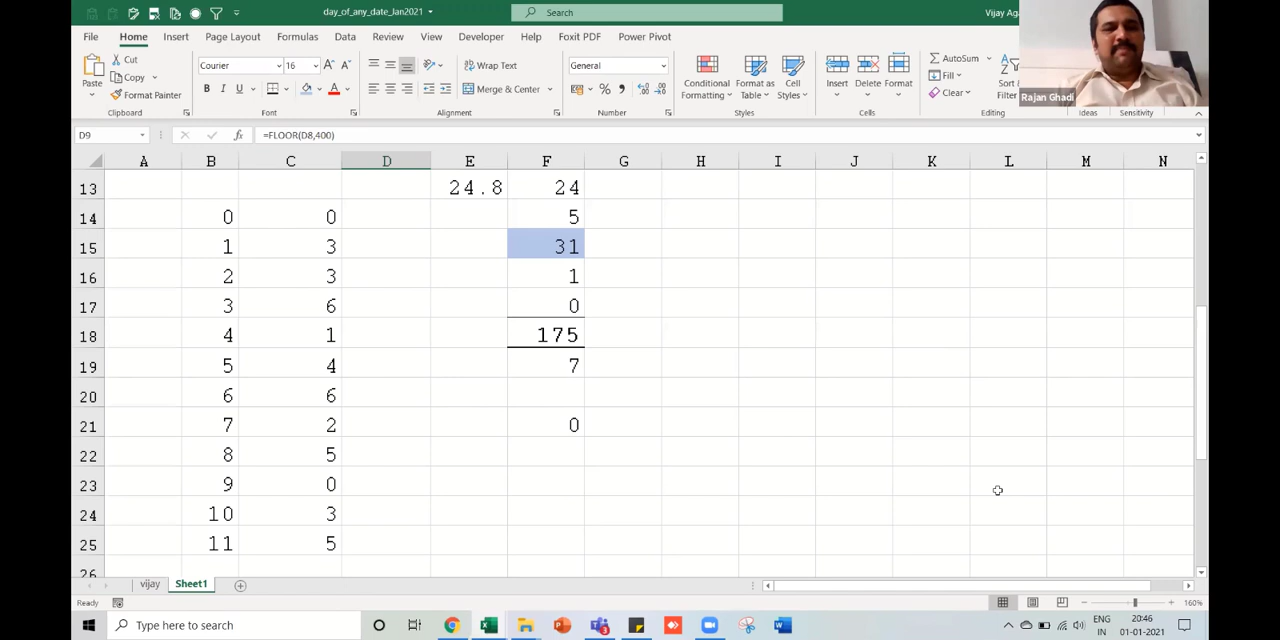 day_of_any_date_Jan2021
Search
Vijay Aga
File Home Insert Page Layout Formulas Data Review View Developer Help Foxit PDF Power Pivot
Paste
Cut
Copy
Format Painter
Clipboard
Courier 16 A A
B I U A
Font
Wrap Text
Merge & Center
Alignment
General
% ,
Number
Conditional Formatting
Format as Table
Cell Styles
Styles
Insert Delete Format
Cells
AutoSum
Fill
Clear
Sort
Editing
Ideas
Sensitivity
Rajan Ghadi
D9 fx =FLOOR(D8,400)
A B C D E F G H I J K L M N
13 24.8 24
14 0 0 5
15 1 3 31
16 2 3 1
17 3 6 0
18 4 1 175
19 5 4 7
20 6 6
21 7 2 0
22 8 5
23 9 0
24 10 3
25 11 5
26
vijay Sheet1
Ready
160%
Type here to search
ENG
IN
20:46
01-01-2021